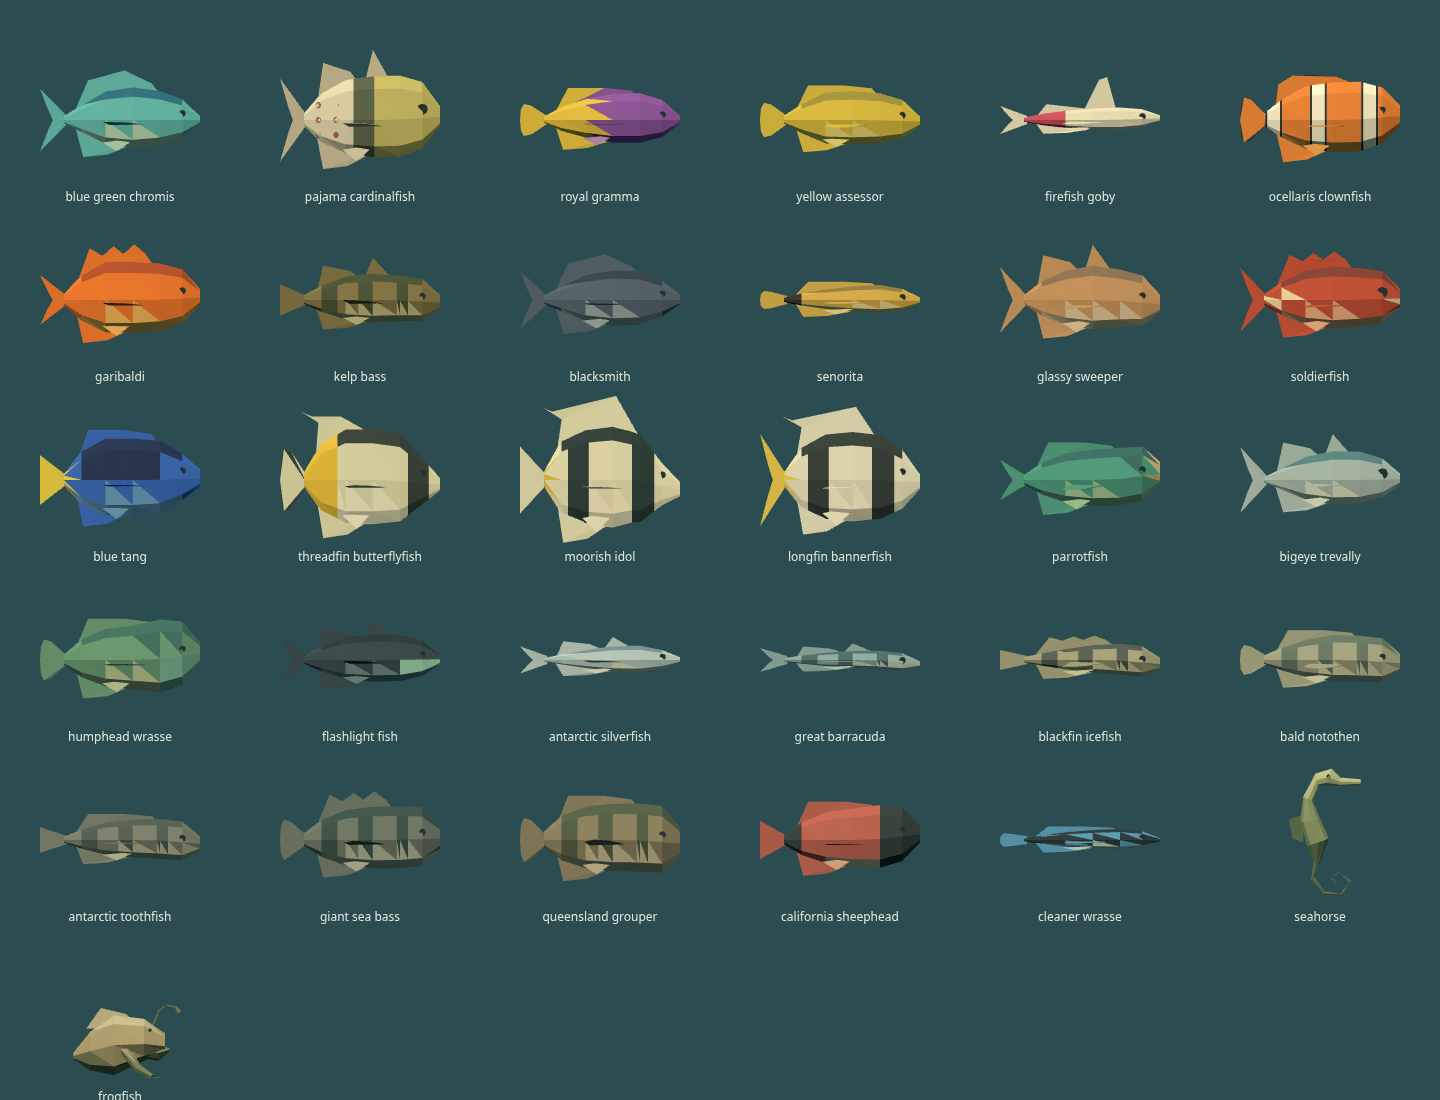 blue green chromis
pajama cardinalfish
royal gramma
yellow assessor
firefish goby
ocellaris clownfish
garibaldi
kelp bass
blacksmith
senorita
glassy sweeper
soldierfish
blue tang
threadfin butterflyfish
moorish idol
longfin bannerfish
parrotfish
bigeye trevally
humphead wrasse
flashlight fish
antarctic silverfish
great barracuda
blackfin icefish
bald notothen
antarctic toothfish
giant sea bass
queensland grouper
california sheephead
cleaner wrasse
seahorse
frogfish